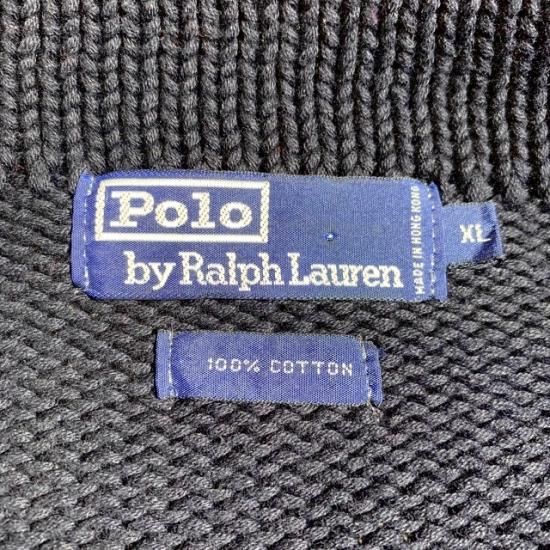 Polo
by Ralph Lauren
MADE IN HONG KONG
XL
100% COTTON